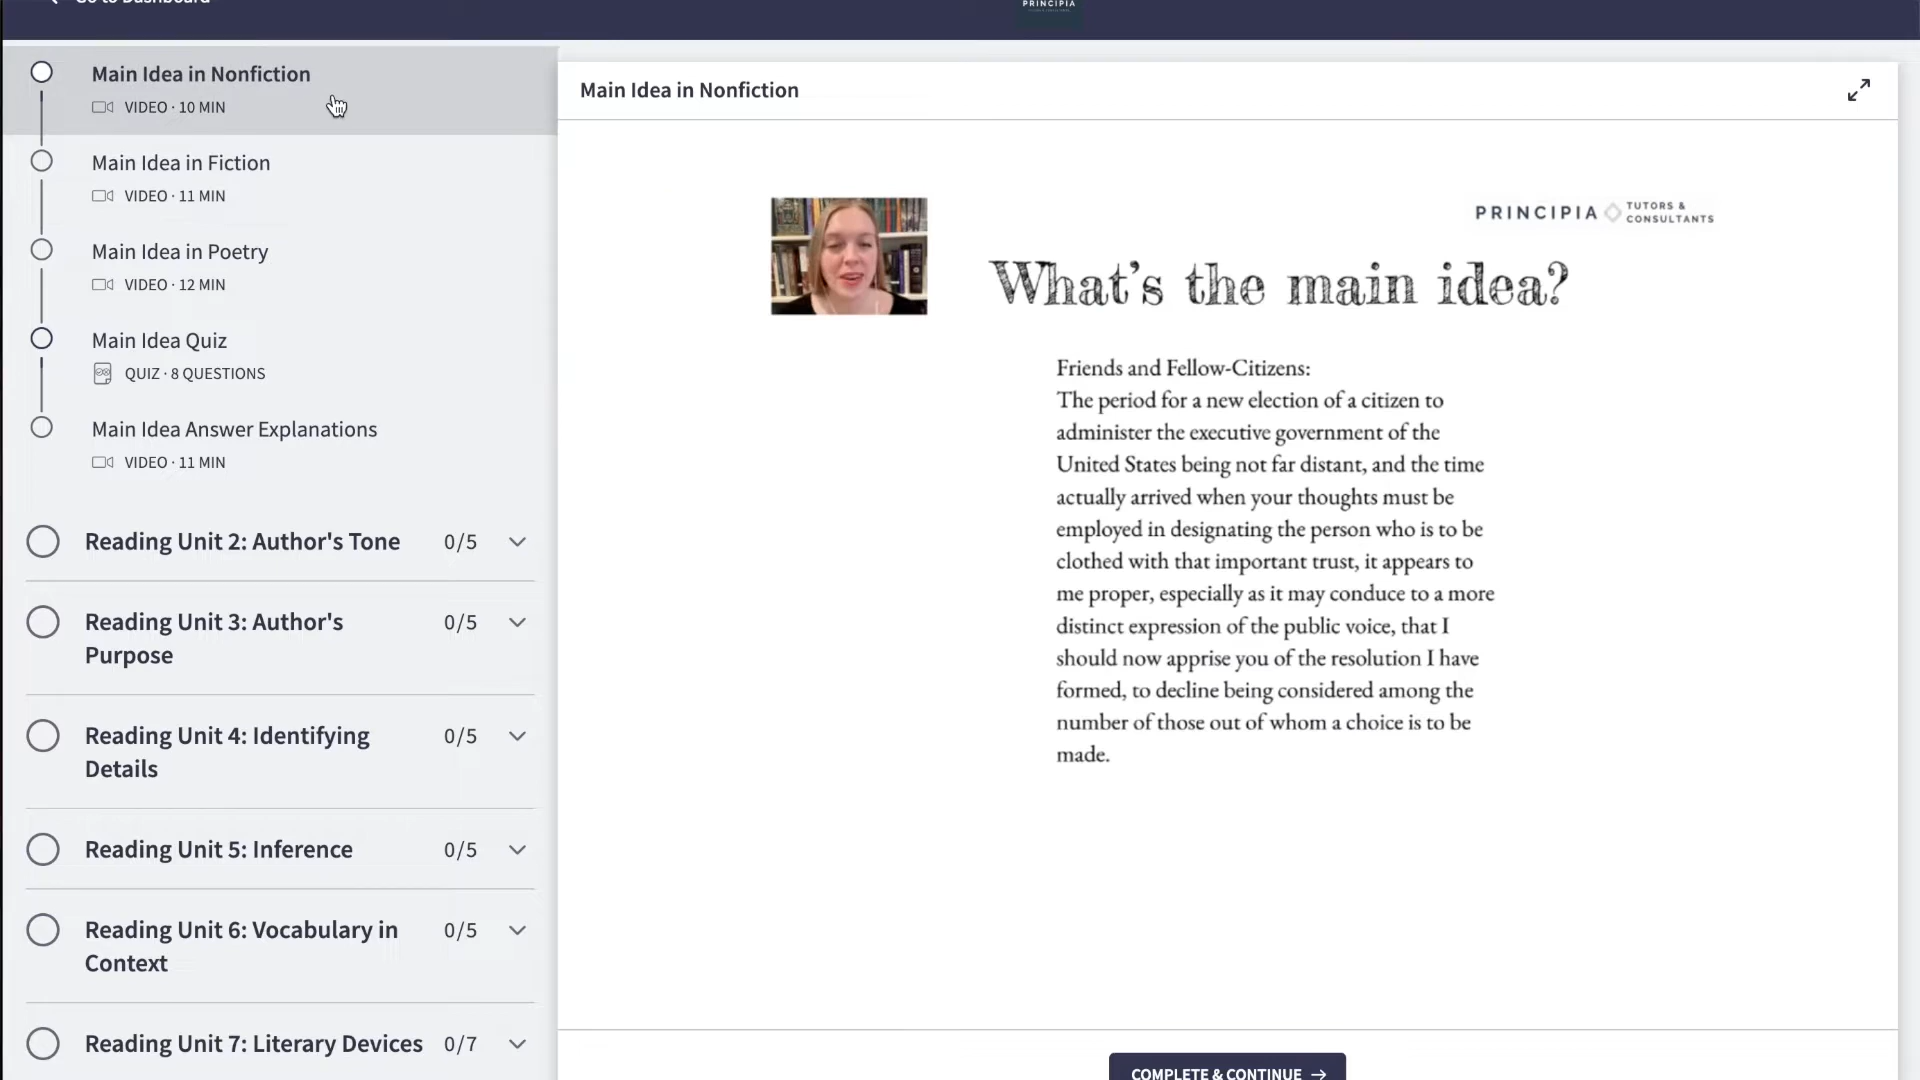 PRINCIPIA
Main Idea in Nonfiction
VIDEO · 10 MIN
Main Idea in Fiction
VIDEO · 11 MIN
Main Idea in Poetry
VIDEO · 12 MIN
Main Idea Quiz
QUIZ · 8 QUESTIONS
Main Idea Answer Explanations
VIDEO · 11 MIN
Reading Unit 2: Author's Tone 0/5
Reading Unit 3: Author's 0/5
Purpose
Reading Unit 4: Identifying 0/5
Details
Reading Unit 5: Inference 0/5
Reading Unit 6: Vocabulary in 0/5
Context
Reading Unit 7: Literary Devices 0/7
Main Idea in Nonfiction
PRINCIPIA TUTORS &
CONSULTANTS
What's the main idea?
Friends and Fellow-Citizens:
The period for a new election of a citizen to
administer the executive government of the
United States being not far distant, and the time
actually arrived when your thoughts must be
employed in designating the person who is to be
clothed with that important trust, it appears to
me proper, especially as it may conduce to a more
distinct expression of the public voice, that I
should now apprise you of the resolution I have
formed, to decline being considered among the
number of those out of whom a choice is to be
made.
COMPLETE & CONTINUE →